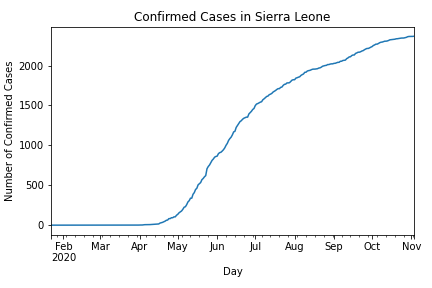 Confirmed Cases in Sierra Leone
Number of Confirmed Cases
2000
1500
1000
500
0
Feb Mar Apr May Jun Jul Aug Sep Oct Nov
2020
Day